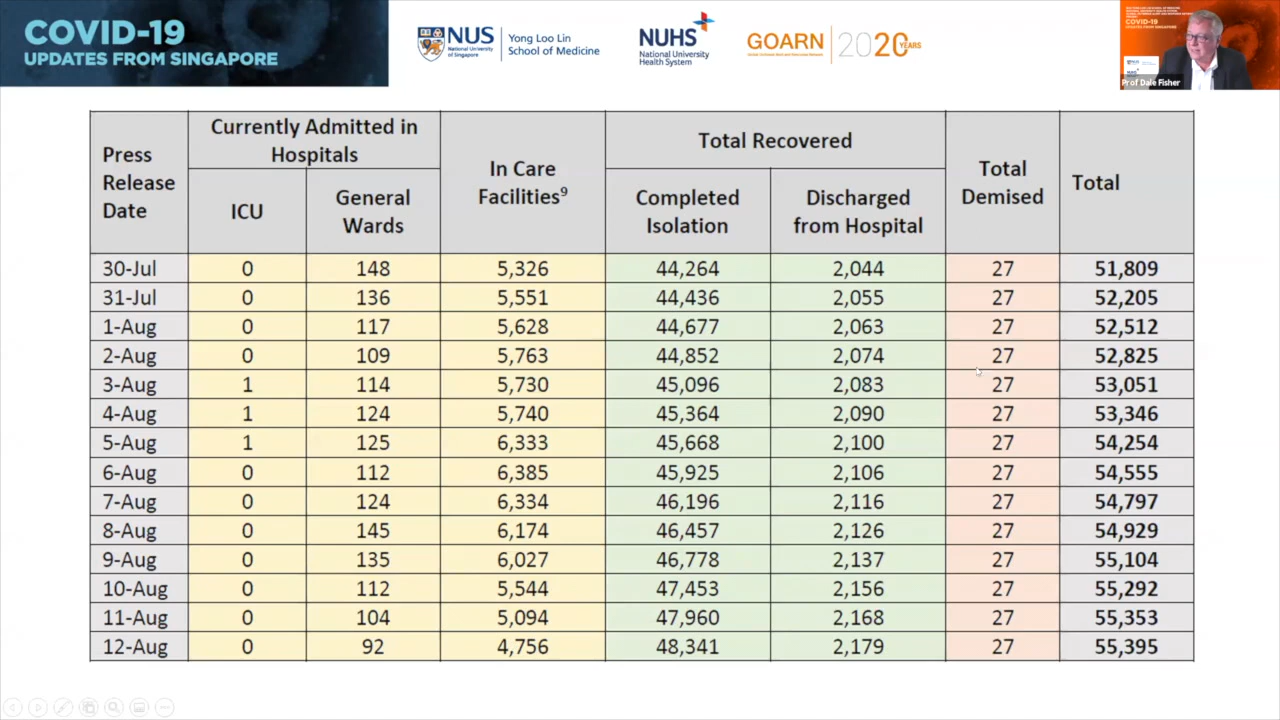 COVID-19
UPDATES FROM SINGAPORE
NUS
National University
of Singapore
Yong Loo Lin
School of Medicine
NUHS
National University
Health System
GOARN
2020 YEARS
COVID-19
Prof Dale Fisher
Press Release Date
Currently Admitted in Hospitals
In Care Facilities⁹
Total Recovered
Total Demised
Total
ICU
General Wards
Completed Isolation
Discharged from Hospital
30-Jul 0 148 5,326 44,264 2,044 27 51,809
31-Jul 0 136 5,551 44,436 2,055 27 52,205
1-Aug 0 117 5,628 44,677 2,063 27 52,512
2-Aug 0 109 5,763 44,852 2,074 27 52,825
3-Aug 1 114 5,730 45,096 2,083 27 53,051
4-Aug 1 124 5,740 45,364 2,090 27 53,346
5-Aug 1 125 6,333 45,668 2,100 27 54,254
6-Aug 0 112 6,385 45,925 2,106 27 54,555
7-Aug 0 124 6,334 46,196 2,116 27 54,797
8-Aug 0 145 6,174 46,457 2,126 27 54,929
9-Aug 0 135 6,027 46,778 2,137 27 55,104
10-Aug 0 112 5,544 47,453 2,156 27 55,292
11-Aug 0 104 5,094 47,960 2,168 27 55,353
12-Aug 0 92 4,756 48,341 2,179 27 55,395